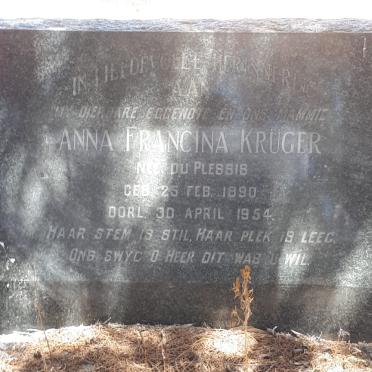 IN LIEFDEVOLLE HERINNERING
AAN
MY DIERBARE EGGENOTE EN ONS MAMMIE
ANNA FRANCINA KRUGER
NEE DU PLESSIS
GEB. 25 FEB. 1890
OORL. 30 APRIL 1954.
HAAR STEM IS STIL, HAAR PLEK IS LEEG,
ONS SWYG O HEER DIT WAS U WIL